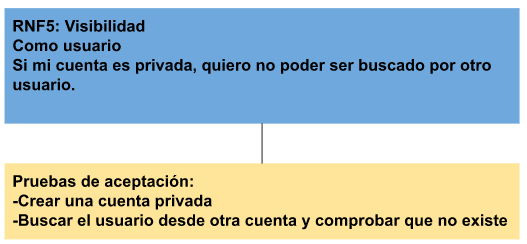 RNF5: Visibilidad
Como usuario
Si mi cuenta es privada, quiero no poder ser buscado por otro
usuario.
Pruebas de aceptación:
-Crear una cuenta privada
-Buscar el usuario desde otra cuenta y comprobar que no existe